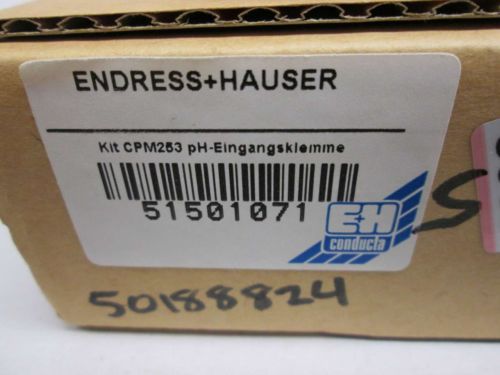 ENDRESS+HAUSER
Kit CPM253 pH-Eingangsklemme
51501071
E+H
conducta
50188824